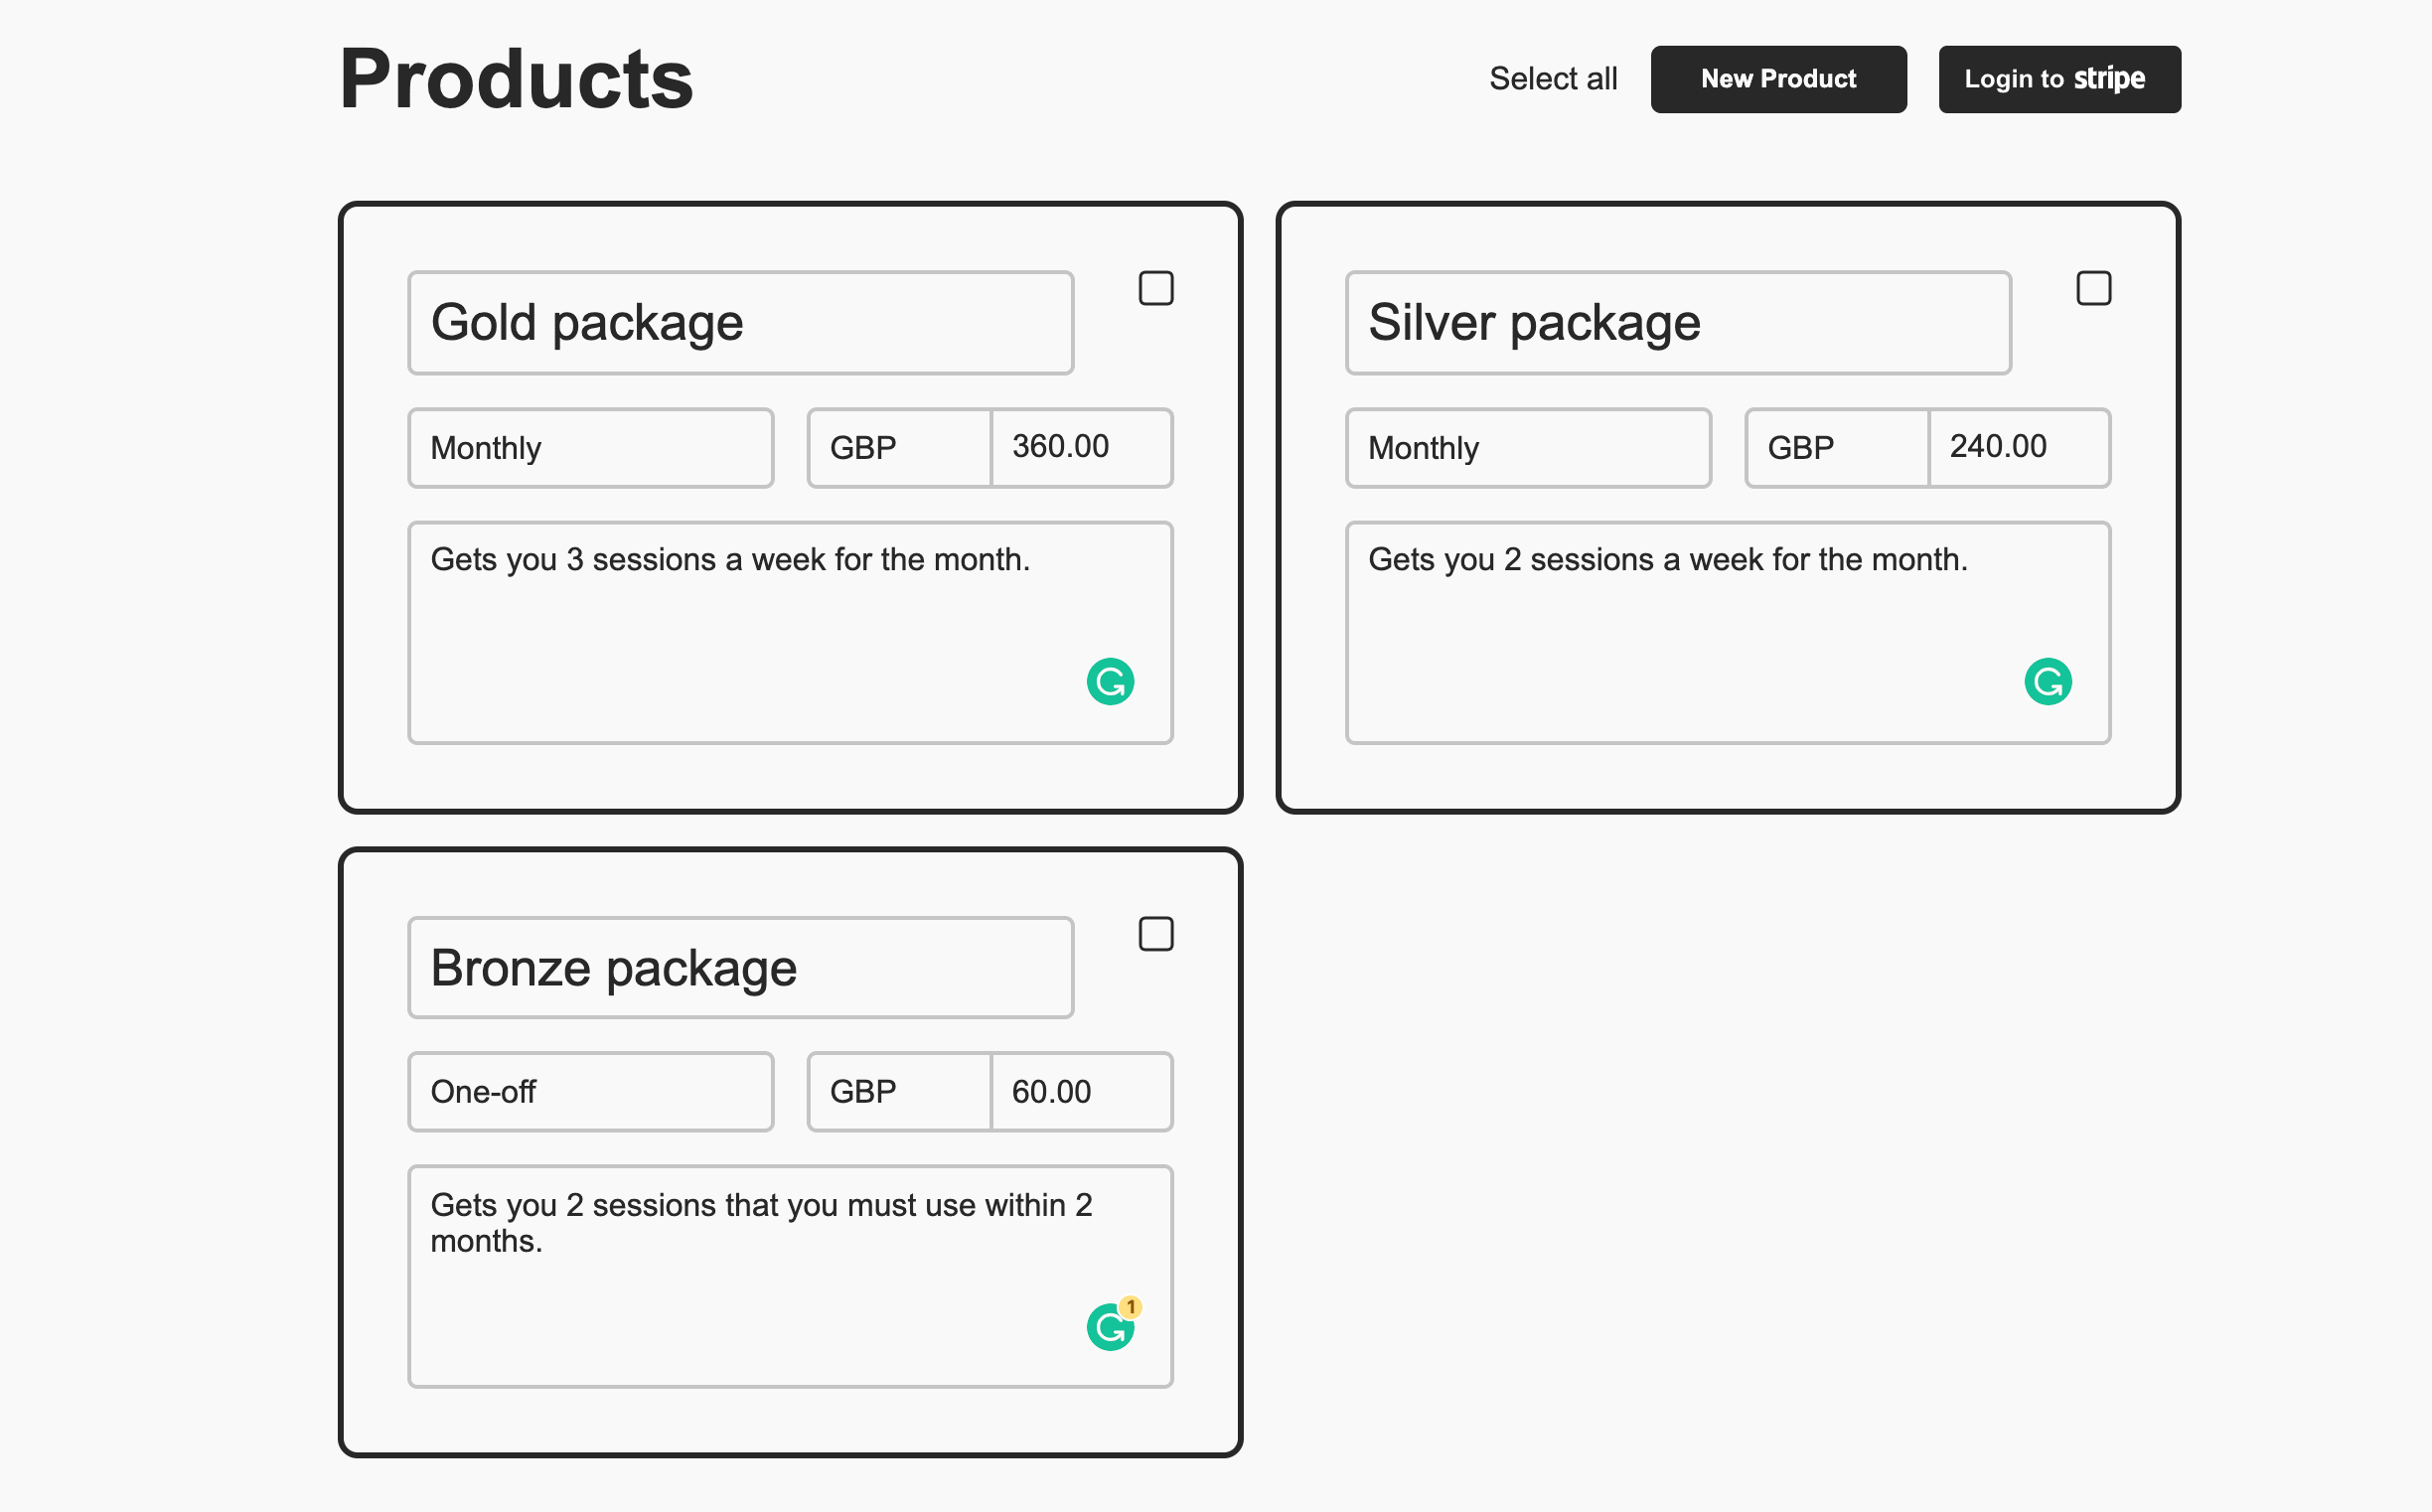 Products
Select all
New Product
Login to stripe
Gold package
Monthly
GBP
360.00
Gets you 3 sessions a week for the month.
Silver package
Monthly
GBP
240.00
Gets you 2 sessions a week for the month.
Bronze package
One-off
GBP
60.00
Gets you 2 sessions that you must use within 2
months.
1